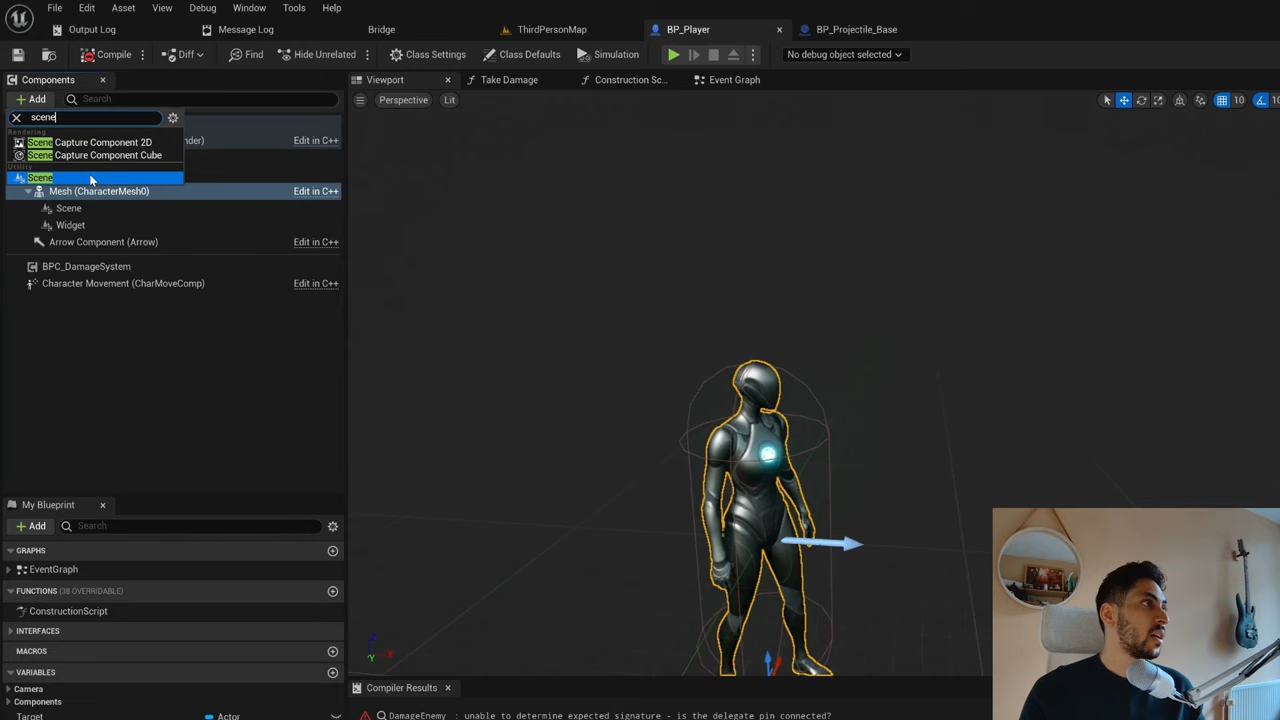 File Edit Asset View Debug Window Tools Help
Output Log Message Log Bridge ThirdPersonMap BP_Player BP_Projectile_Base
Compile Diff Find Hide Unrelated Class Settings Class Defaults Simulation No debug object selected
Components
Viewport Take Damage Construction Sc... Event Graph
Add Search
Perspective Lit 10 10
scene
Rendering
Scene Capture Component 2D
Edit in C++
Scene Capture Component Cube
Utility
Scene
Mesh (CharacterMesh0) Edit in C++
Scene
Widget
Arrow Component (Arrow) Edit in C++
BPC_DamageSystem
Character Movement (CharMoveComp) Edit in C++
My Blueprint
Add Search
GRAPHS
EventGraph
FUNCTIONS (38 OVERRIDABLE)
ConstructionScript
INTERFACES
MACROS
VARIABLES
Camera
Components
Target Actor
Z
X
Y
Compiler Results
DamageEnemy : unable to determine expected signature - is the delegate pin connected?